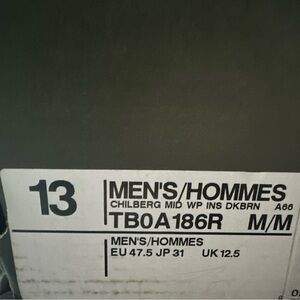 13
MEN'S/HOMMES
CHILBERG MID WP INS DKBRN A66
TB0A186R M/M
MEN'S/HOMMES
EU 47.5 JP 31 UK 12.5